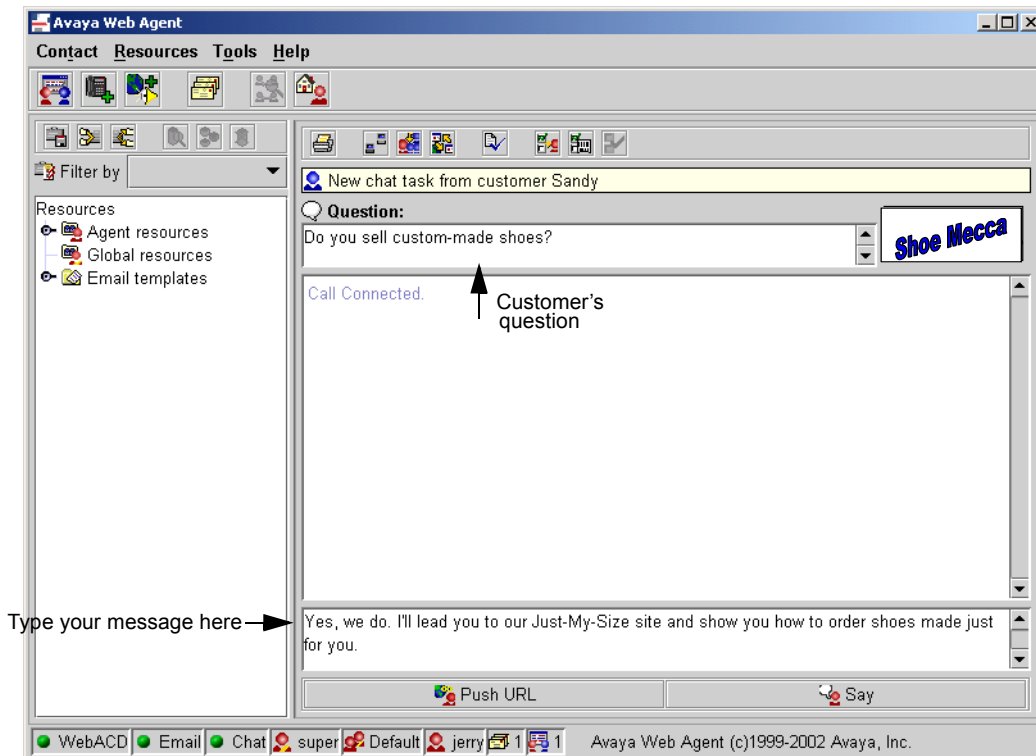 Avaya Web Agent
Contact Resources Tools Help
Filter by
Resources
Agent resources
Global resources
Email templates
New chat task from customer Sandy
Question:
Do you sell custom-made shoes?
Shoe Mecca
Call Connected.
Customer's
question
Type your message here
Yes, we do. I'll lead you to our Just-My-Size site and show you how to order shoes made just
for you.
Push URL
Say
WebACD Email Chat super Default jerry 1 1 Avaya Web Agent (c)1999-2002 Avaya, Inc.